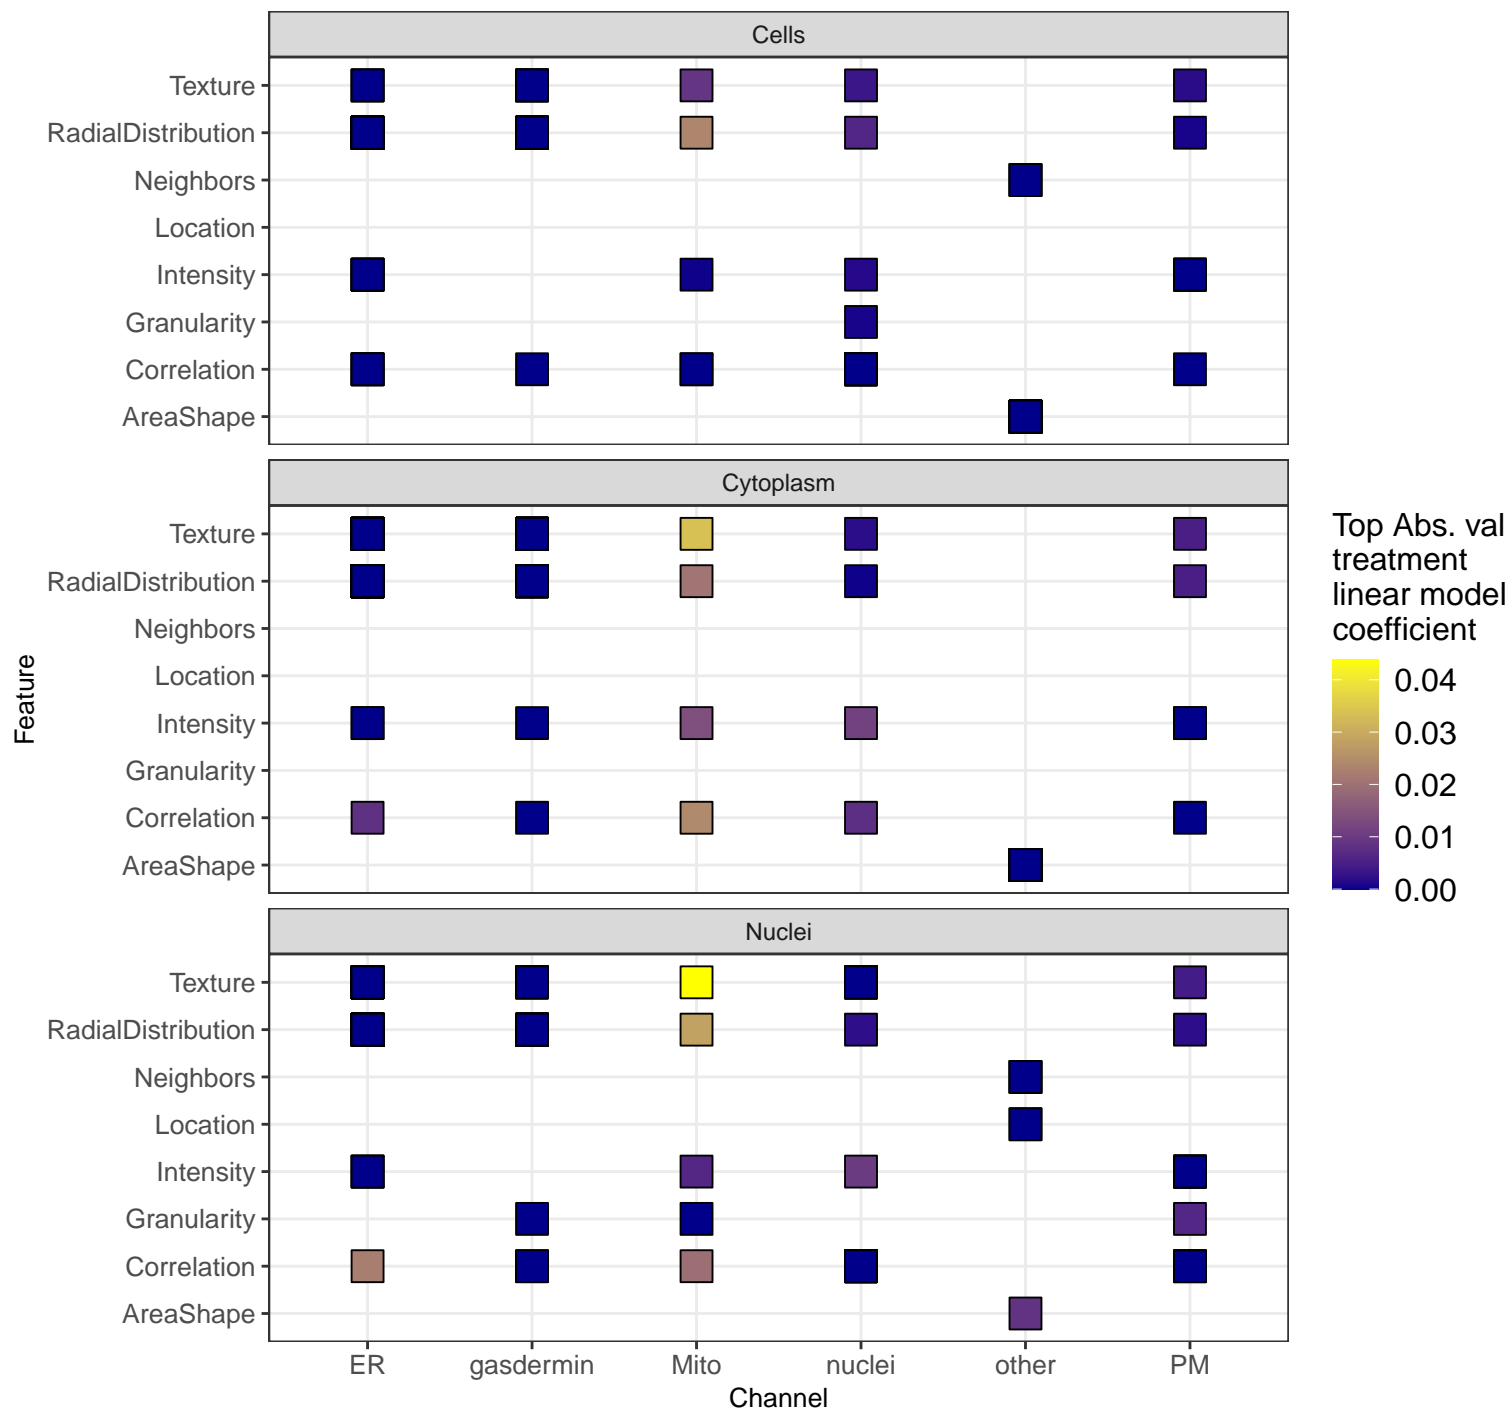 Cells
Texture
RadialDistribution
Neighbors
Location
Intensity
Granularity
Correlation
AreaShape
Cytoplasm
Texture
RadialDistribution
Neighbors
Location
Intensity
Granularity
Correlation
AreaShape
Nuclei
Texture
RadialDistribution
Neighbors
Location
Intensity
Granularity
Correlation
AreaShape
ER gasdermin Mito nuclei other PM
Channel
Feature
Top Abs. val
treatment
linear model
coefficient
0.04
0.03
0.02
0.01
0.00